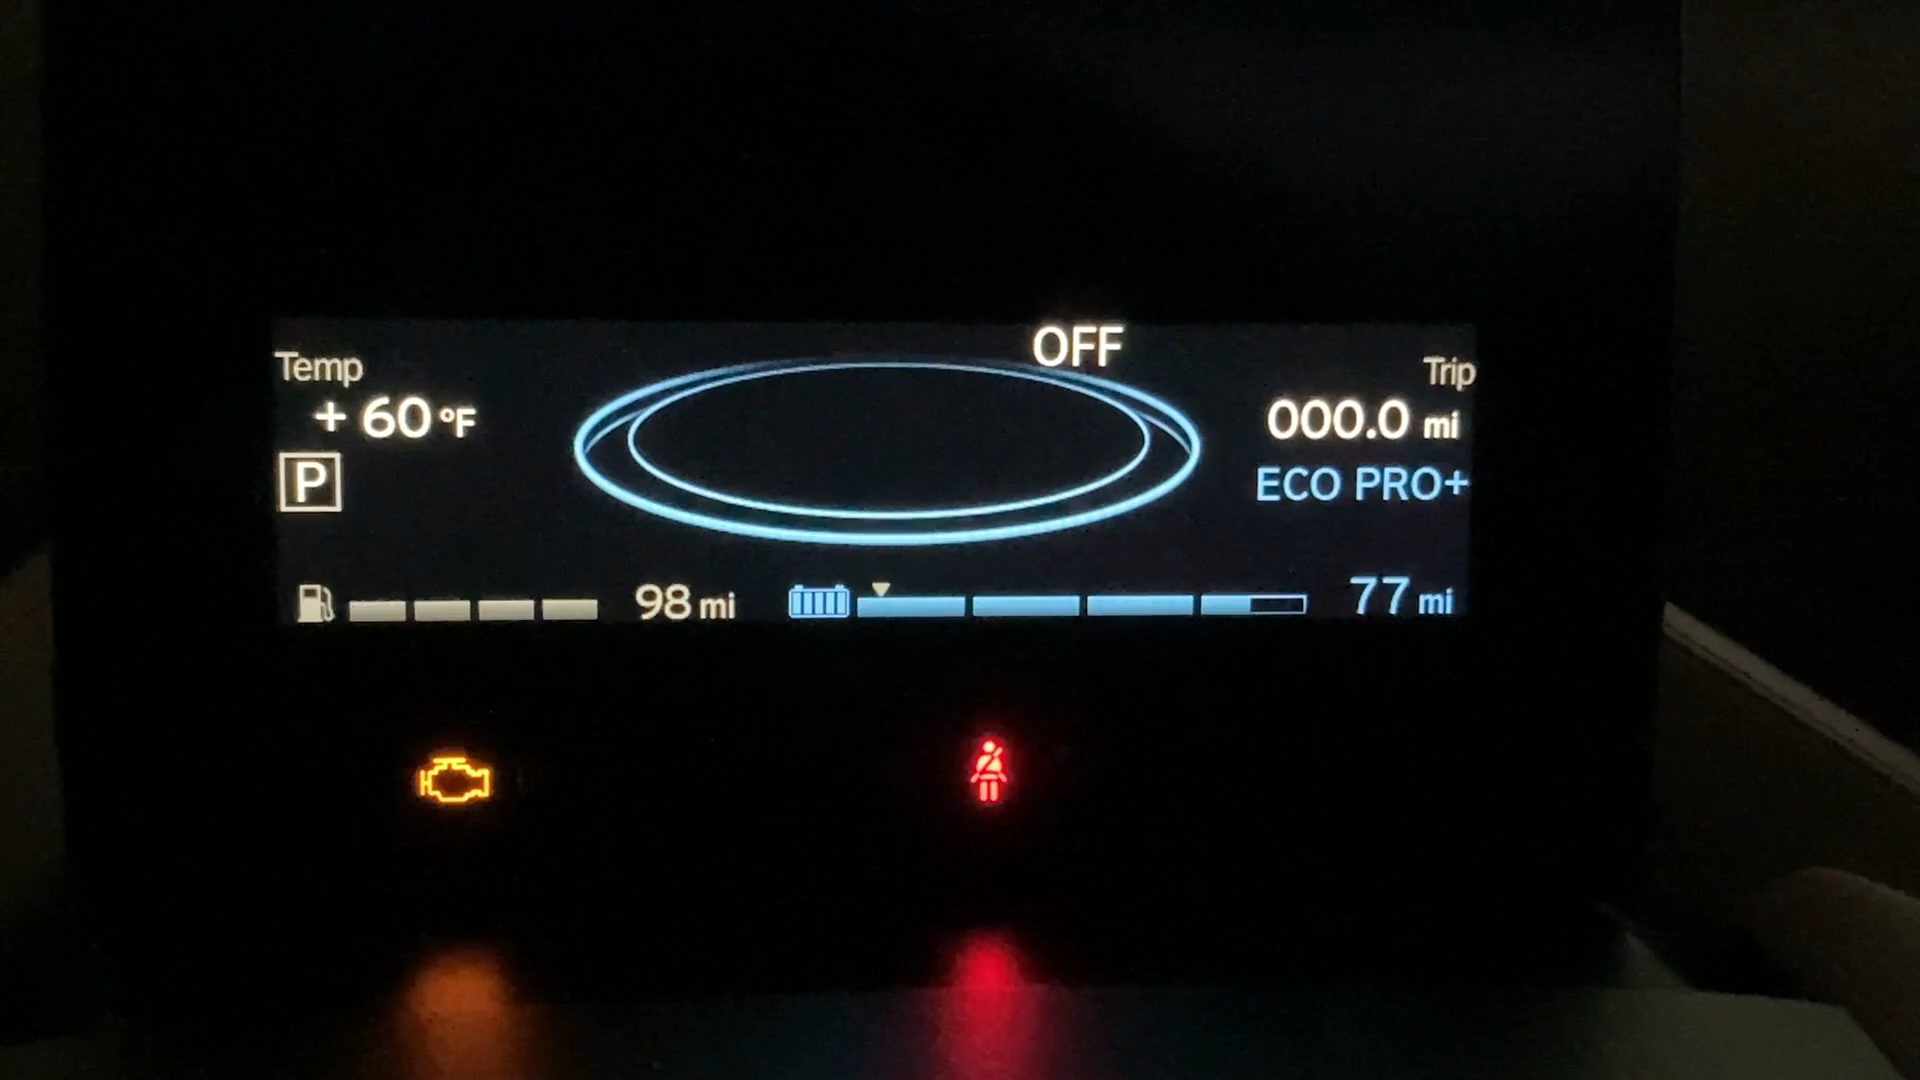 OFF
Temp
+ 60 °F
P
Trip
000.0 mi
ECO PRO+
98 mi
77 mi